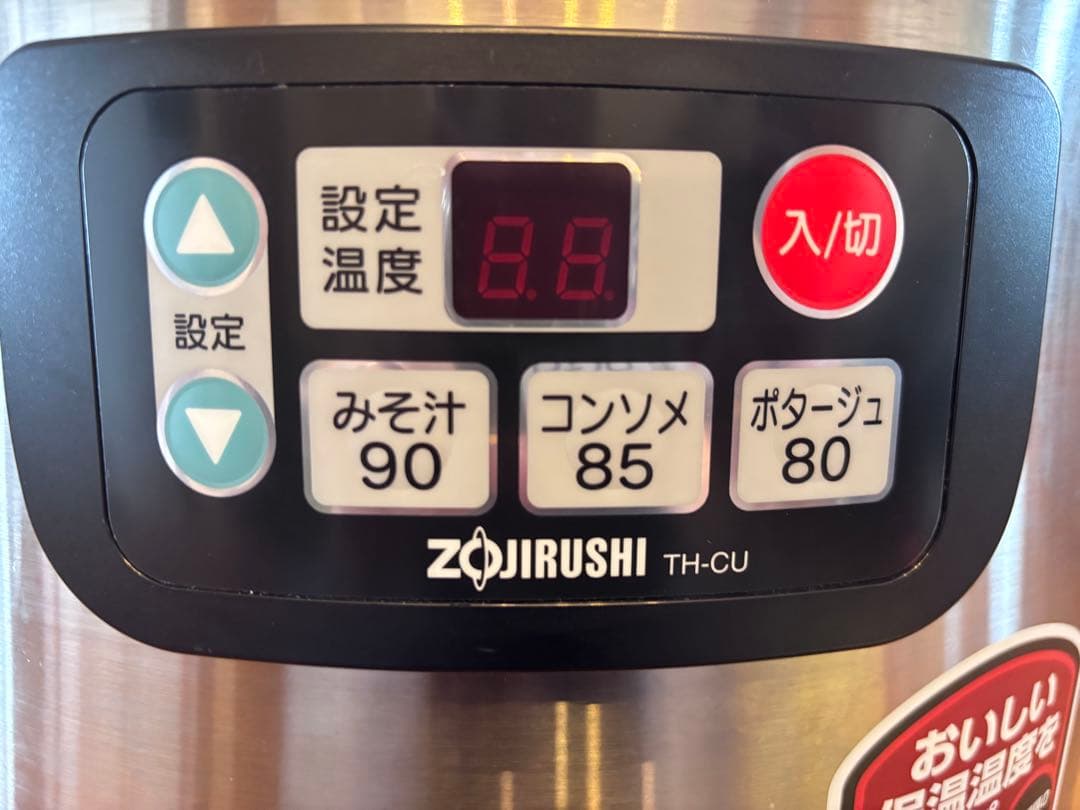 設定
温度
8.8.
入/切
設定
みそ汁
90
コンソメ
85
ポタージュ
80
ZOJIRUSHI TH-CU
おいしい
保温温度を